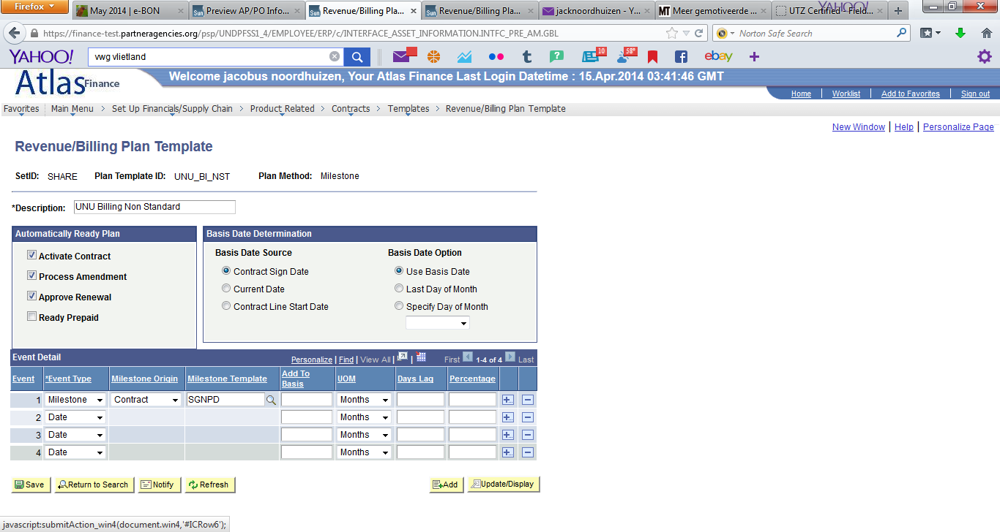 Firefox
May 2014 | e-BON
Preview AP/PO Info...
Revenue/Billing Pla...
Revenue/Billing Pla...
jacknoordhuizen - Y...
Meer gemotiveerde ...
UTZ Certified - Field...
YAHOO!
https://finance-test.partneragencies.org/psp/UNDPFSS1_4/EMPLOYEE/ERP/c/INTERFACE_ASSET_INFORMATION.INTFC_PRE_AM.GBL
Norton Safe Search
YAHOO! vwg vlietland 10 58° ebay
Atlas Finance
Welcome jacobus noordhuizen, Your Atlas Finance Last Login Datetime : 15.Apr.2014 03:41:46 GMT
Home Worklist Add to Favorites Sign out
Favorites Main Menu > Set Up Financials/Supply Chain > Product Related > Contracts > Templates > Revenue/Billing Plan Template
New Window | Help | Personalize Page
Revenue/Billing Plan Template
SetID: SHARE Plan Template ID: UNU_BI_NST Plan Method: Milestone
*Description: UNU Billing Non Standard
Automatically Ready Plan
Activate Contract
Process Amendment
Approve Renewal
Ready Prepaid
Basis Date Determination
Basis Date Source Basis Date Option
Contract Sign Date Use Basis Date
Current Date Last Day of Month
Contract Line Start Date Specify Day of Month
Event Detail Personalize | Find | View All | | First 1-4 of 4 Last
Event *Event Type Milestone Origin Milestone Template Add To Basis UOM Days Lag Percentage
1 Milestone Contract SGNPD Months
2 Date Months
3 Date Months
4 Date Months
Save Return to Search Notify Refresh Add Update/Display
javascript:submitAction_win4(document.win4,'#ICRow6');